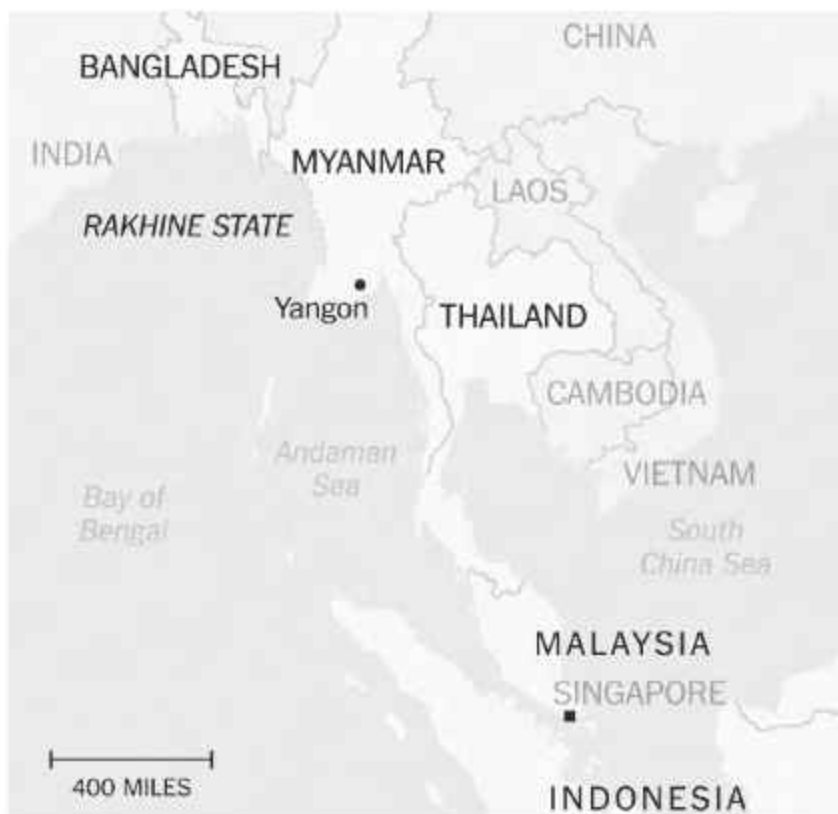 CHINA
BANGLADESH
INDIA
MYANMAR
LAOS
RAKHINE STATE
Yangon
THAILAND
CAMBODIA
Andaman
Sea
VIETNAM
Bay of
Bengal
South
China Sea
MALAYSIA
SINGAPORE
400 MILES
INDONESIA